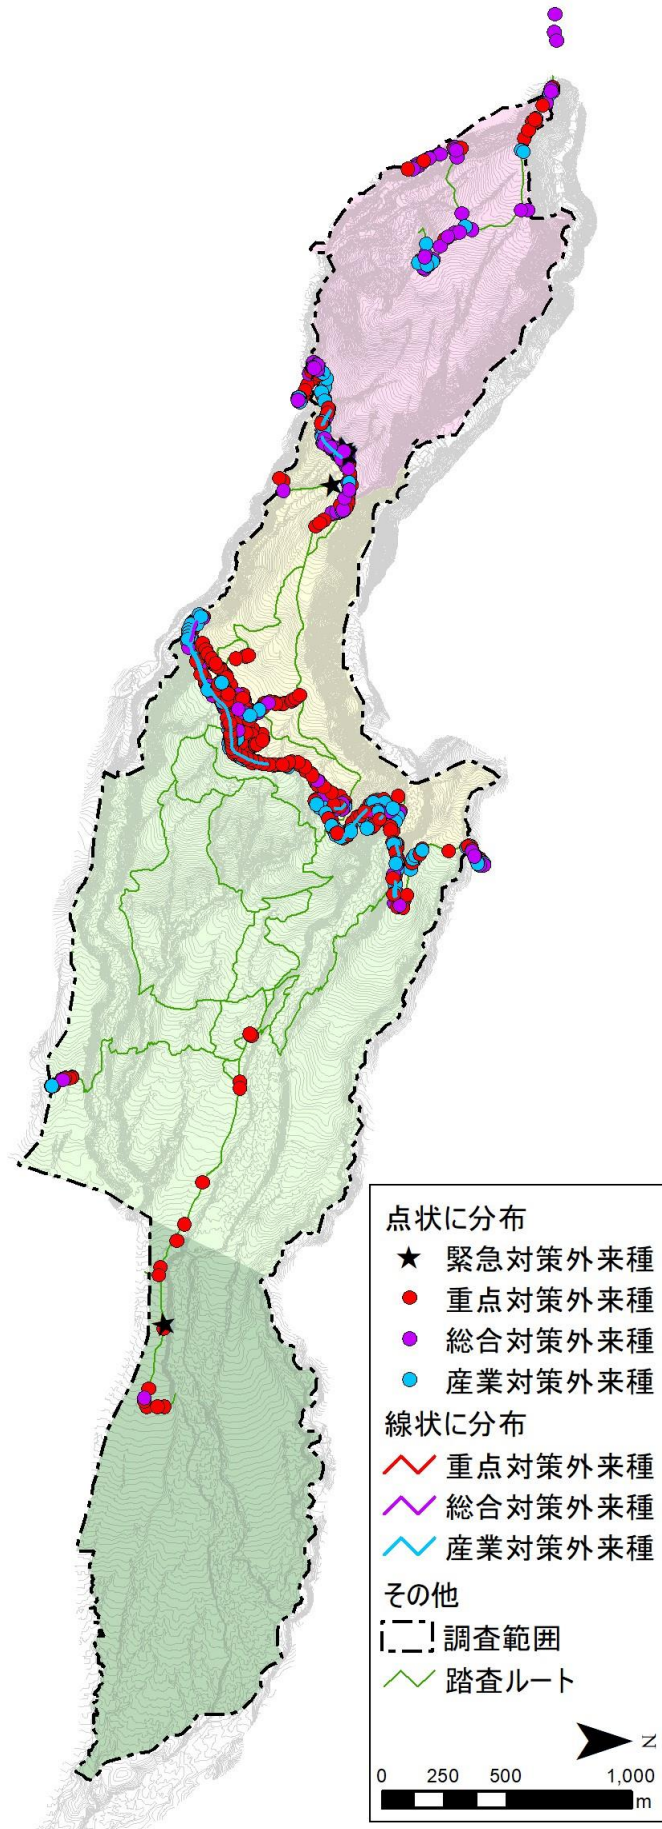 点状に分布
緊急対策外来種
重点対策外来種
総合対策外来種
産業対策外来種
線状に分布
重点対策外来種
総合対策外来種
産業対策外来種
その他
調査範囲
踏査ルート
N
0 250 500 1,000
m